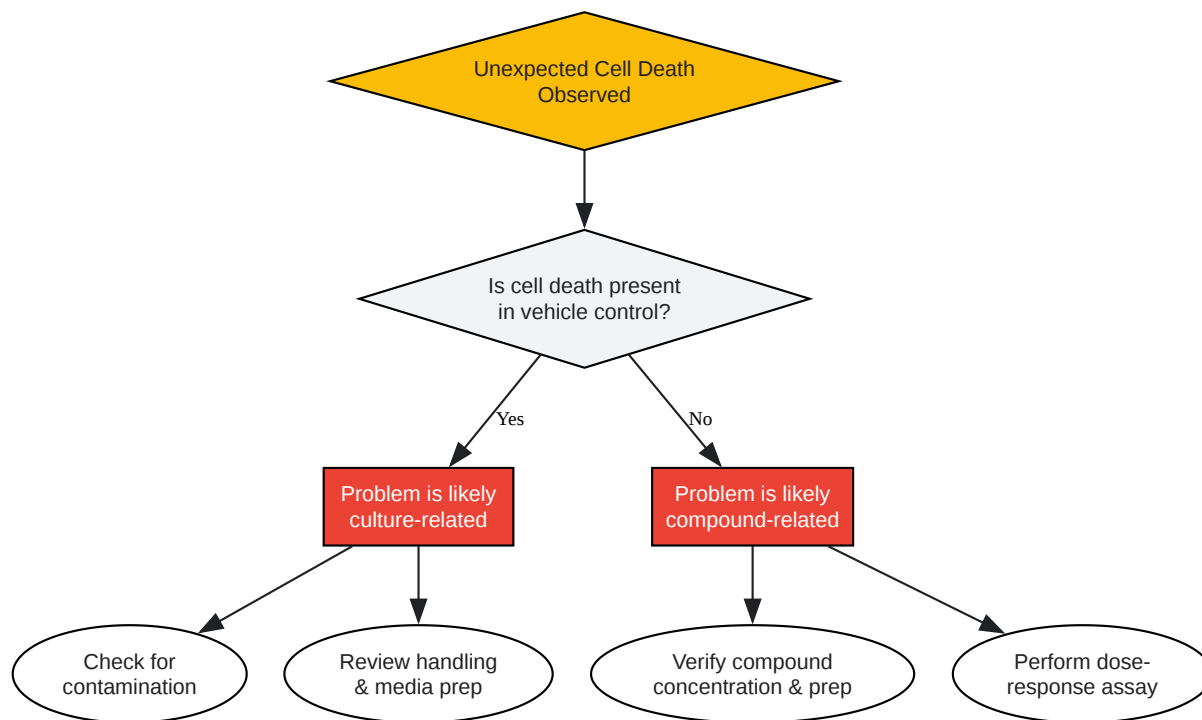 Unexpected Cell Death
Observed
Is cell death present
in vehicle control?
Yes
No
Problem is likely
culture-related
Problem is likely
compound-related
Check for
contamination
Review handling
& media prep
Verify compound
concentration & prep
Perform dose-
response assay